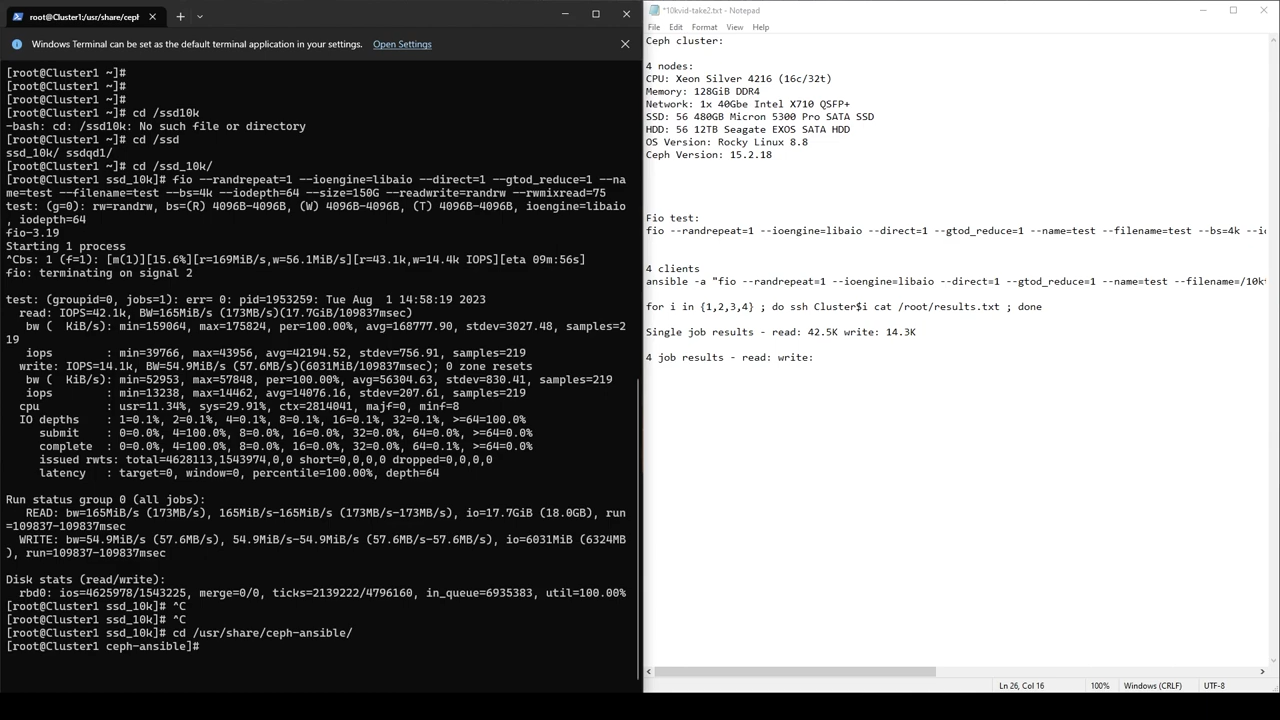 root@Cluster1:/usr/share/ceph
Windows Terminal can be set as the default terminal application in your settings. Open Settings
[root@Cluster1 ~]#
[root@Cluster1 ~]#
[root@Cluster1 ~]#
[root@Cluster1 ~]# cd /ssd10k
-bash: cd: /ssd10k: No such file or directory
[root@Cluster1 ~]# cd /ssd
ssd_10k/ ssdqd1/
[root@Cluster1 ~]# cd /ssd_10k/
[root@Cluster1 ssd_10k]# fio --randrepeat=1 --ioengine=libaio --direct=1 --gtod_reduce=1 --na
me=test --filename=test --bs=4k --iodepth=64 --size=150G --readwrite=randrw --rwmixread=75
test: (g=0): rw=randrw, bs=(R) 4096B-4096B, (W) 4096B-4096B, (T) 4096B-4096B, ioengine=libaio
, iodepth=64
fio-3.19
Starting 1 process
^Cbs: 1 (f=1): [m(1)][15.6%][r=169MiB/s,w=56.1MiB/s][r=43.1k,w=14.4k IOPS][eta 09m:56s]
fio: terminating on signal 2
test: (groupid=0, jobs=1): err= 0: pid=1953259: Tue Aug  1 14:58:19 2023
read: IOPS=42.1k, BW=165MiB/s (173MB/s)(17.7GiB/109837msec)
bw (  KiB/s): min=159064, max=175824, per=100.00%, avg=168777.90, stdev=3027.48, samples=2
19
iops        : min=39766, max=43956, avg=42194.52, stdev=756.91, samples=219
write: IOPS=14.1k, BW=54.9MiB/s (57.6MB/s)(6031MiB/109837msec); 0 zone resets
bw (  KiB/s): min=52953, max=57848, per=100.00%, avg=56304.63, stdev=830.41, samples=219
iops        : min=13238, max=14462, avg=14076.16, stdev=207.61, samples=219
cpu          : usr=11.34%, sys=29.91%, ctx=2814041, majf=0, minf=8
IO depths    : 1=0.1%, 2=0.1%, 4=0.1%, 8=0.1%, 16=0.1%, 32=0.1%, >=64=100.0%
submit    : 0=0.0%, 4=100.0%, 8=0.0%, 16=0.0%, 32=0.0%, 64=0.0%, >=64=0.0%
complete  : 0=0.0%, 4=100.0%, 8=0.0%, 16=0.0%, 32=0.0%, 64=0.1%, >=64=0.0%
issued rwts: total=4628113,1543974,0,0 short=0,0,0,0 dropped=0,0,0,0
latency   : target=0, window=0, percentile=100.00%, depth=64
Run status group 0 (all jobs):
READ: bw=165MiB/s (173MB/s), 165MiB/s-165MiB/s (173MB/s-173MB/s), io=17.7GiB (18.0GB), run
=109837-109837msec
WRITE: bw=54.9MiB/s (57.6MB/s), 54.9MiB/s-54.9MiB/s (57.6MB/s-57.6MB/s), io=6031MiB (6324MB
), run=109837-109837msec
Disk stats (read/write):
rbd0: ios=4625978/1543225, merge=0/0, ticks=2139222/4796160, in_queue=6935383, util=100.00%
[root@Cluster1 ssd_10k]# ^C
[root@Cluster1 ssd_10k]# ^C
[root@Cluster1 ssd_10k]# cd /usr/share/ceph-ansible/
[root@Cluster1 ceph-ansible]#
*10kvid-take2.txt - Notepad
File Edit Format View Help
Ceph cluster:
4 nodes:
CPU: Xeon Silver 4216 (16c/32t)
Memory: 128GiB DDR4
Network: 1x 40Gbe Intel X710 QSFP+
SSD: 56 480GB Micron 5300 Pro SATA SSD
HDD: 56 12TB Seagate EXOS SATA HDD
OS Version: Rocky Linux 8.8
Ceph Version: 15.2.18
Fio test:
fio --randrepeat=1 --ioengine=libaio --direct=1 --gtod_reduce=1 --name=test --filename=test --bs=4k --io
4 clients
ansible -a "fio --randrepeat=1 --ioengine=libaio --direct=1 --gtod_reduce=1 --name=test --filename=/10k
for i in {1,2,3,4} ; do ssh Cluster$i cat /root/results.txt ; done
Single job results - read: 42.5K write: 14.3K
4 job results - read: write:
Ln 26, Col 16 100% Windows (CRLF) UTF-8